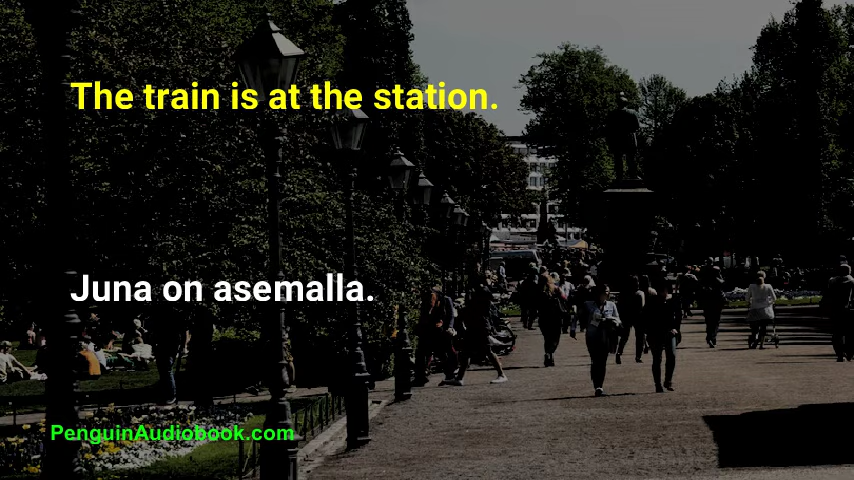 The train is at the station.
Juna on asemalla.
PenguinAudiobook.com